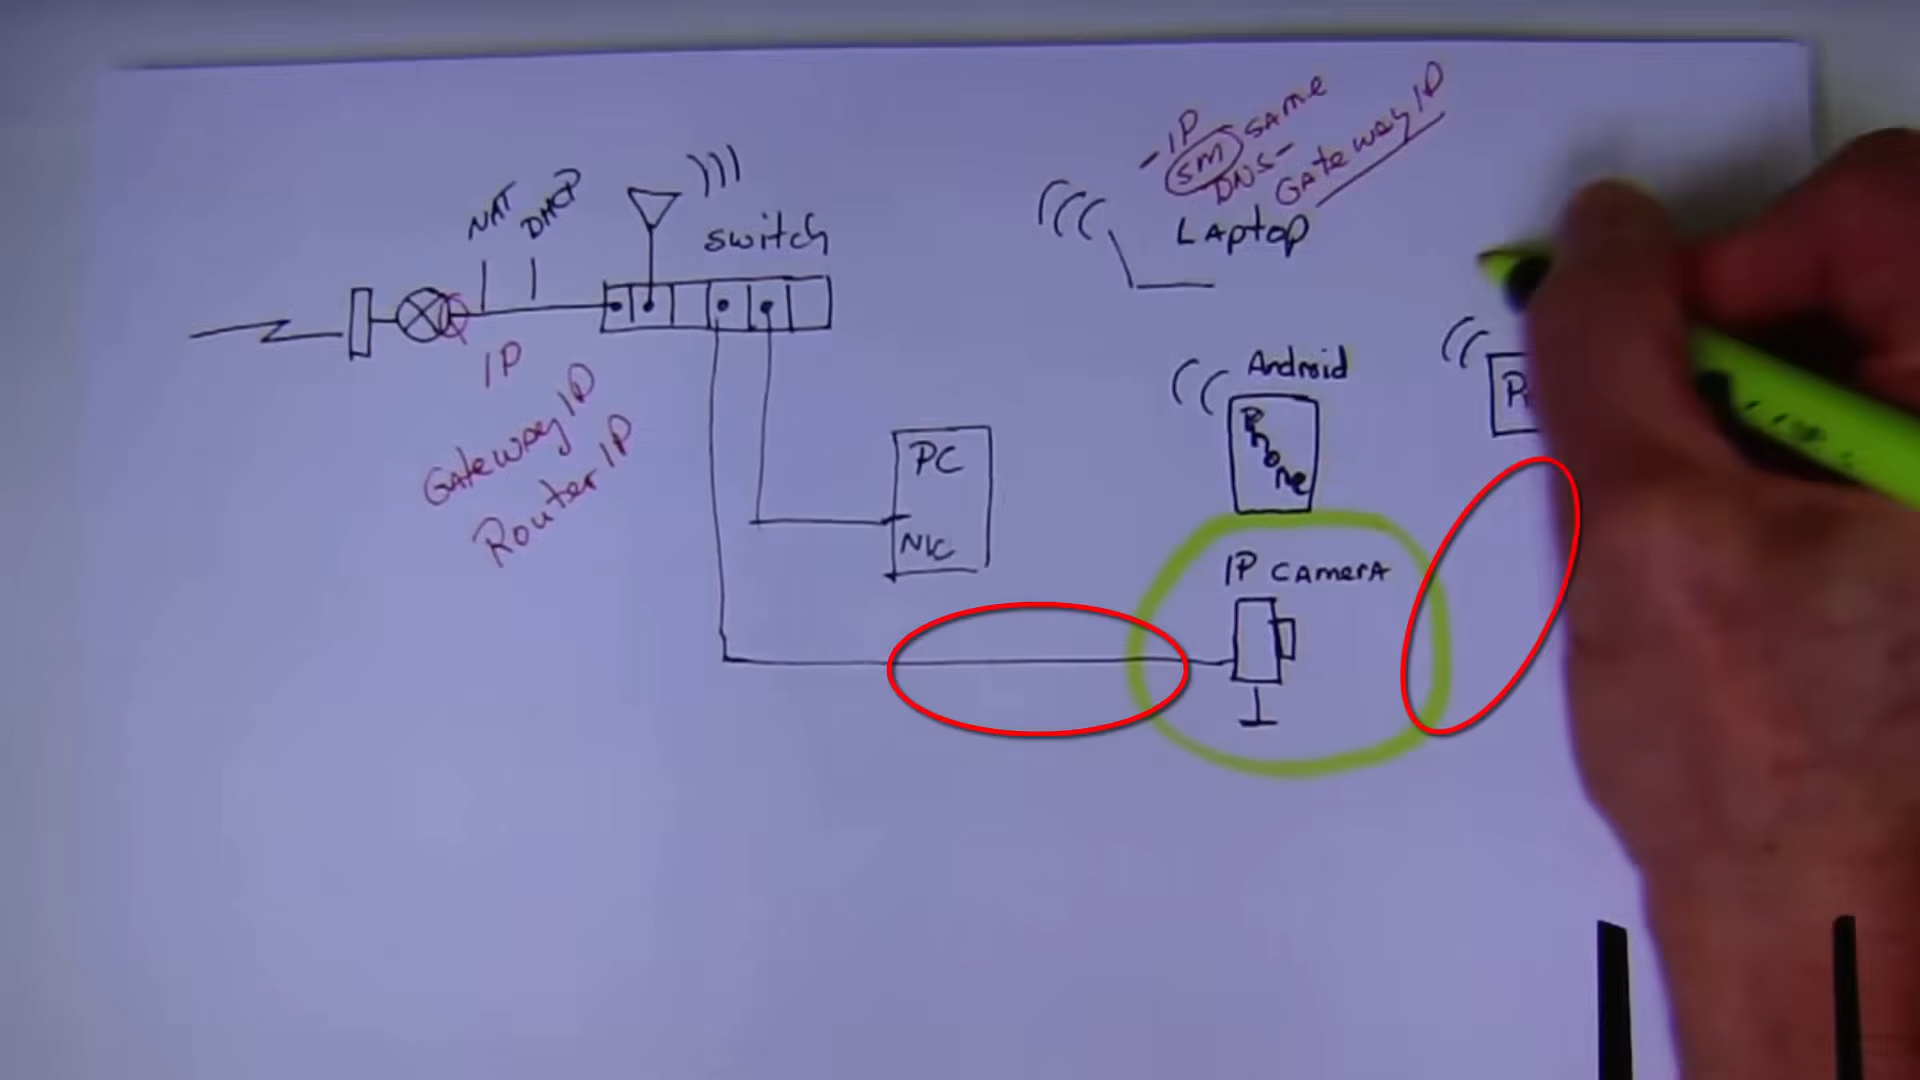 NAT
DHCP
switch
IP
Gateway IP
Router IP
PC
NIC
-IP
SM SAME
DNS-
Gateway IP
Laptop
Android
Phone
IP CAMERA